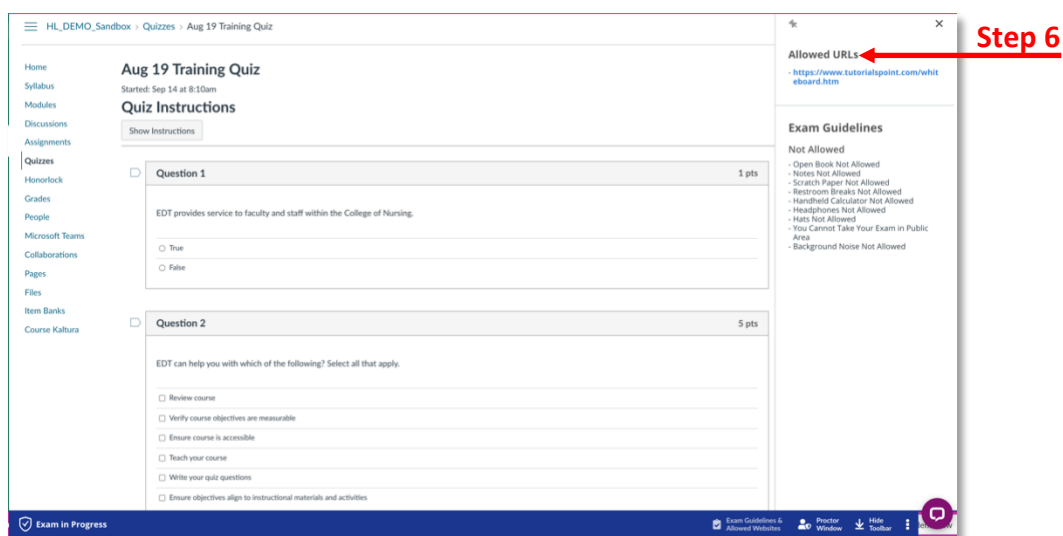 HL_DEMO_Sandbox > Quizzes > Aug 19 Training Quiz
Home
Syllabus
Modules
Discussions
Assignments
Quizzes
Honorlock
Grades
People
Microsoft Teams
Collaborations
Pages
Files
Item Banks
Course Kaltura
Aug 19 Training Quiz
Started: Sep 14 at 8:10am
Quiz Instructions
Show Instructions
Question 1 1 pts
EDT provides service to faculty and staff within the College of Nursing.
True
False
Question 2 5 pts
EDT can help you with which of the following? Select all that apply.
Review course
Verify course objectives are measurable
Ensure course is accessible
Teach your course
Write your quiz questions
Ensure objectives align to instructional materials and activities
Allowed URLs
- https://www.tutorialspoint.com/whit
eboard.htm
Exam Guidelines
Not Allowed
- Open Book Not Allowed
- Notes Not Allowed
- Scratch Paper Not Allowed
- Restroom Breaks Not Allowed
- Handheld Calculator Not Allowed
- Headphones Not Allowed
- Hats Not Allowed
- You Cannot Take Your Exam in Public
Area
- Background Noise Not Allowed
Step 6
Exam in Progress
Exam Guidelines &
Allowed Websites
Proctor
Window
Hide
Toolbar